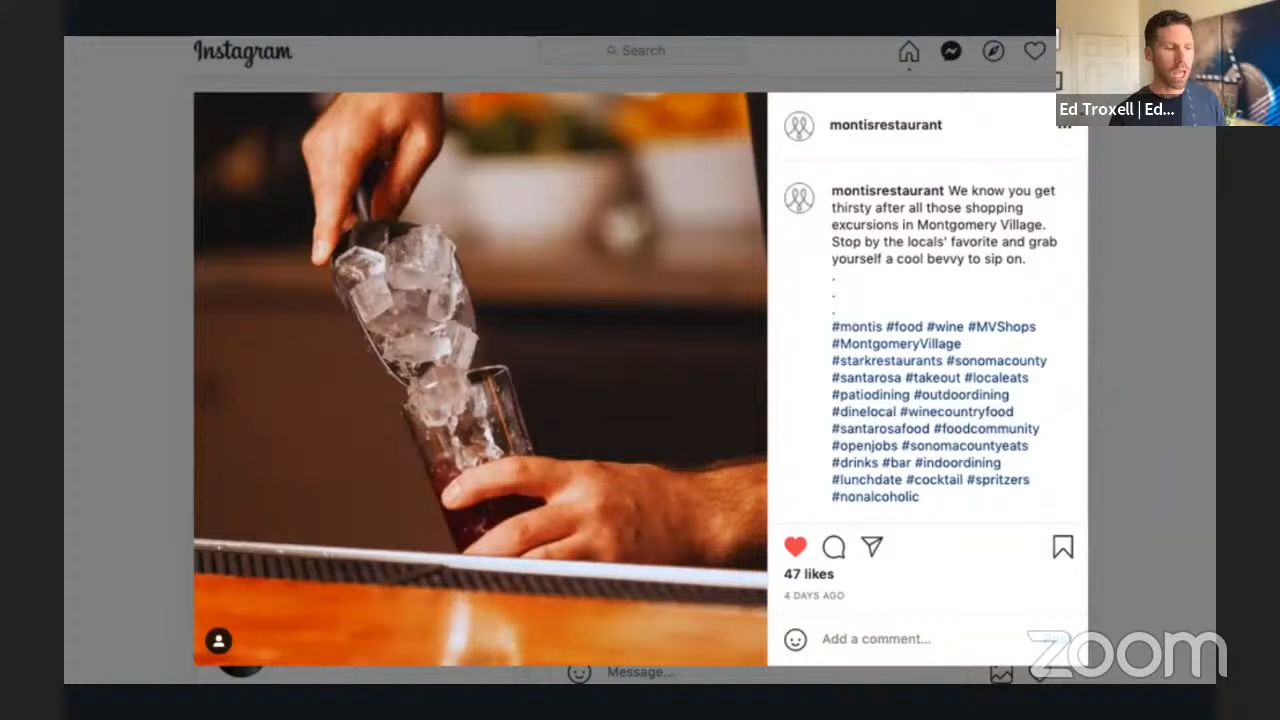 Instagram
Search
Ed Troxell | Ed...
montisrestaurant
montisrestaurant We know you get
thirsty after all those shopping
excursions in Montgomery Village.
Stop by the locals' favorite and grab
yourself a cool bevvy to sip on.
.
.
.
#montis #food #wine #MVShops
#MontgomeryVillage
#starkrestaurants #sonomacounty
#santarosa #takeout #localeats
#patiodining #outdoordining
#dinelocal #winecountryfood
#santarosafood #foodcommunity
#openjobs #sonomacountyeats
#drinks #bar #indoordining
#lunchdate #cocktail #spritzers
#nonalcoholic
47 likes
4 DAYS AGO
Add a comment...
Message...
zoom